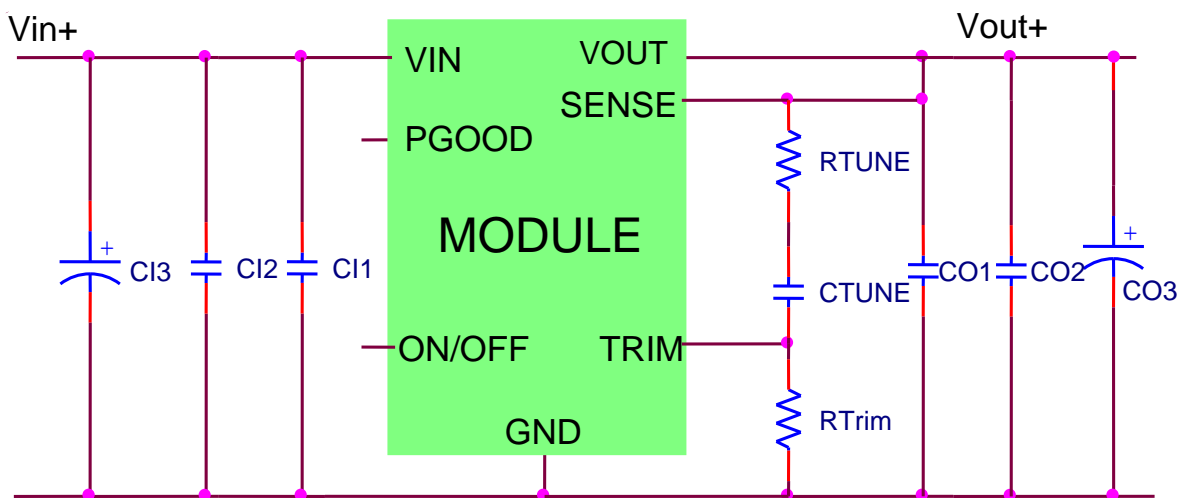 Vin+
Vout+
VIN
VOUT
SENSE
PGOOD
RTUNE
MODULE
+
CI3
CI2
CI1
CTUNE
CO1
CO2
+
CO3
ON/OFF
TRIM
RTrim
GND